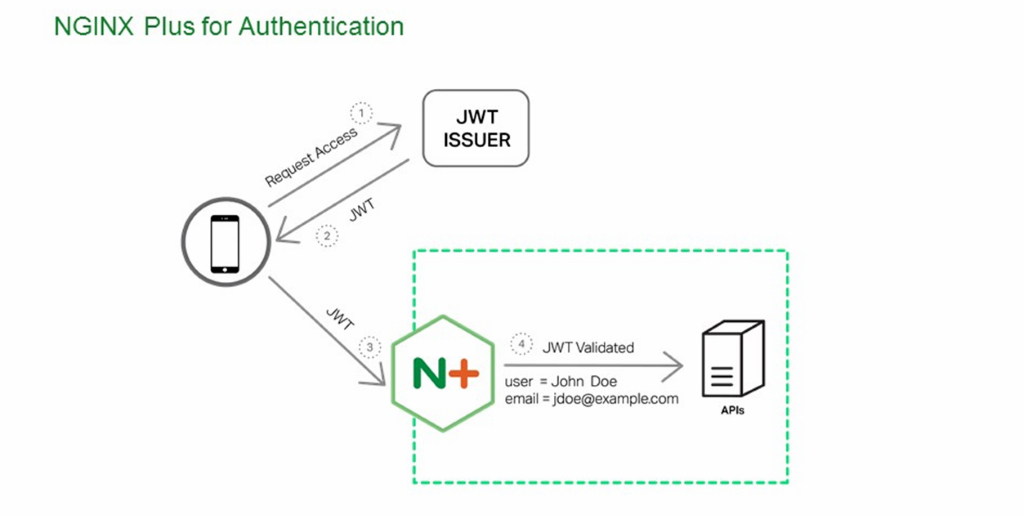 NGINX Plus for Authentication
1
Request Access
JWT
ISSUER
JWT
2
JWT
3
N+
4
JWT Validated
user = John Doe
email = jdoe@example.com
APIs